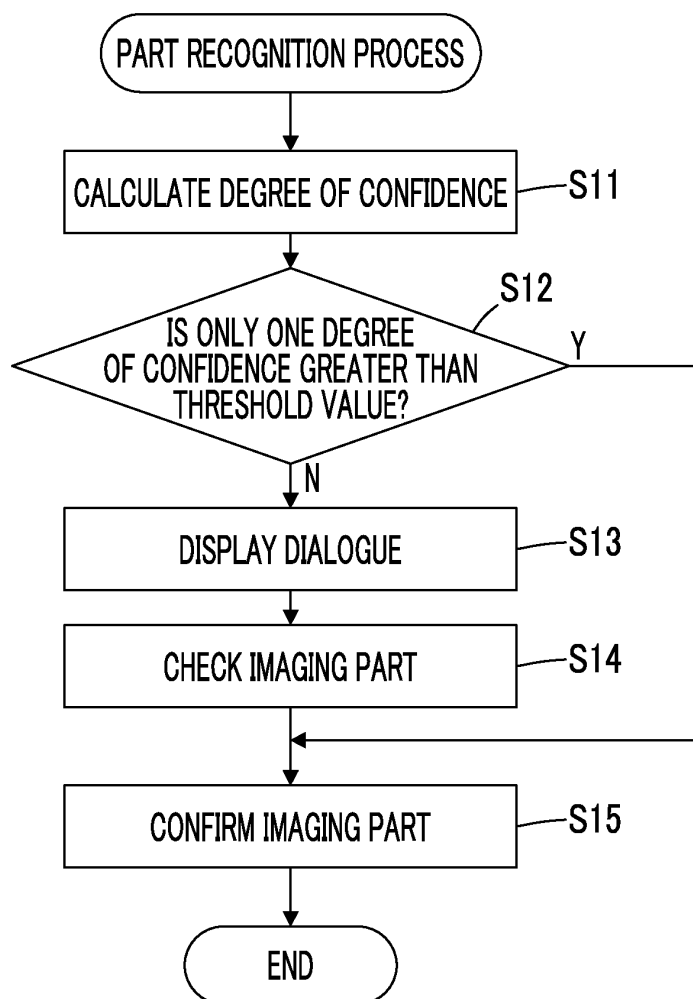 PART RECOGNITION PROCESS
CALCULATE DEGREE OF CONFIDENCE
S11
S12
IS ONLY ONE DEGREE
OF CONFIDENCE GREATER THAN
THRESHOLD VALUE?
Y
N
DISPLAY DIALOGUE
S13
CHECK IMAGING PART
S14
CONFIRM IMAGING PART
S15
END